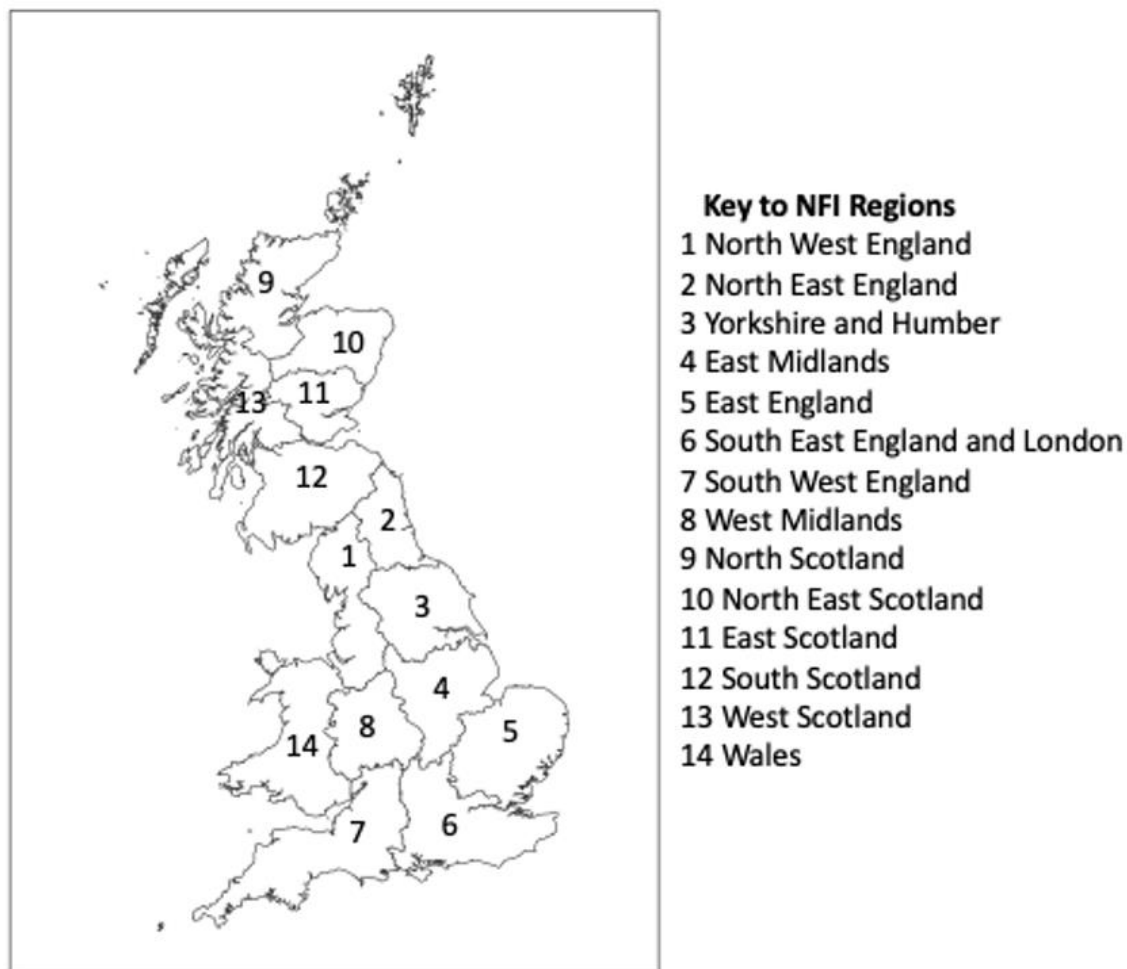 9
10
11
13
12
2
1
3
4
5
8
14
7
6
Key to NFI Regions
1 North West England
2 North East England
3 Yorkshire and Humber
4 East Midlands
5 East England
6 South East England and London
7 South West England
8 West Midlands
9 North Scotland
10 North East Scotland
11 East Scotland
12 South Scotland
13 West Scotland
14 Wales